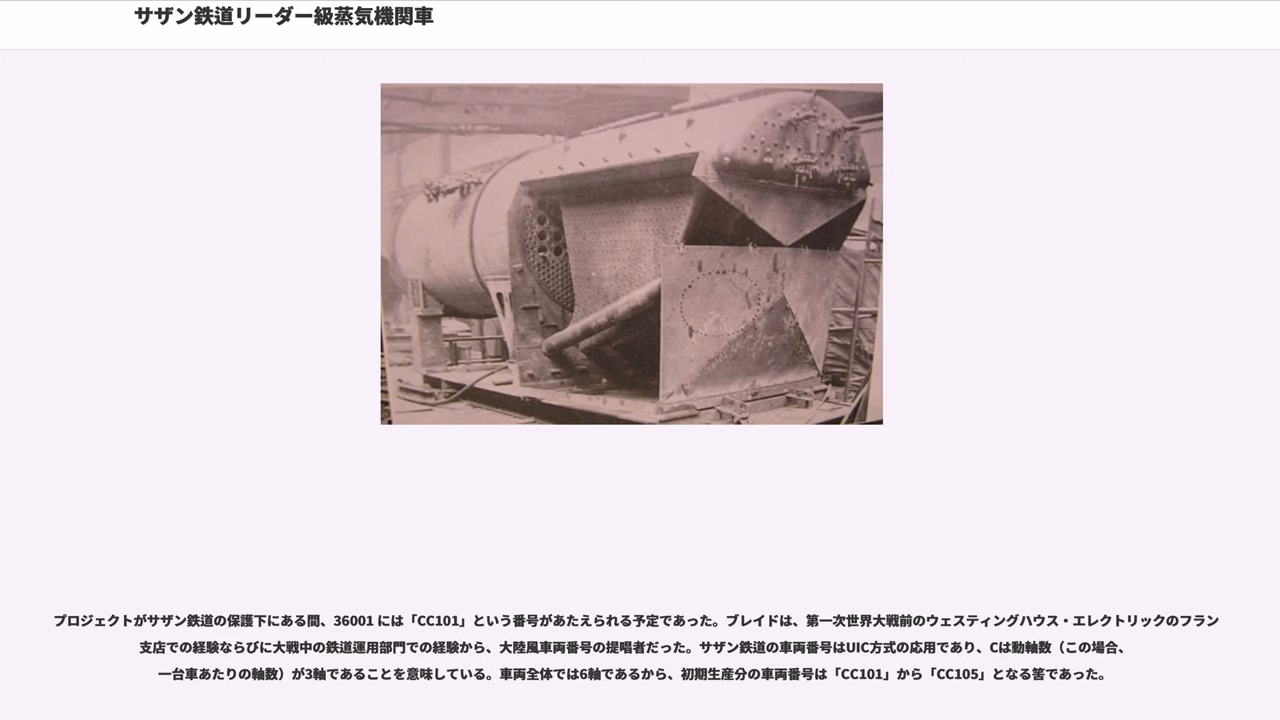 サザン鉄道リーダー級蒸気機関車
プロジェクトがサザン鉄道の保護下にある間、36001 には「CC101」という番号があたえられる予定であった。ブレイドは、第一次世界大戦前のウェスティングハウス・エレクトリックのフラン
支店での経験ならびに大戦中の鉄道運用部門での経験から、大陸風車両番号の提唱者だった。サザン鉄道の車両番号はUIC方式の応用であり、Cは動軸数（この場合、
一台車あたりの軸数）が3軸であることを意味している。車両全体では6軸であるから、初期生産分の車両番号は「CC101」から「CC105」となる筈であった。